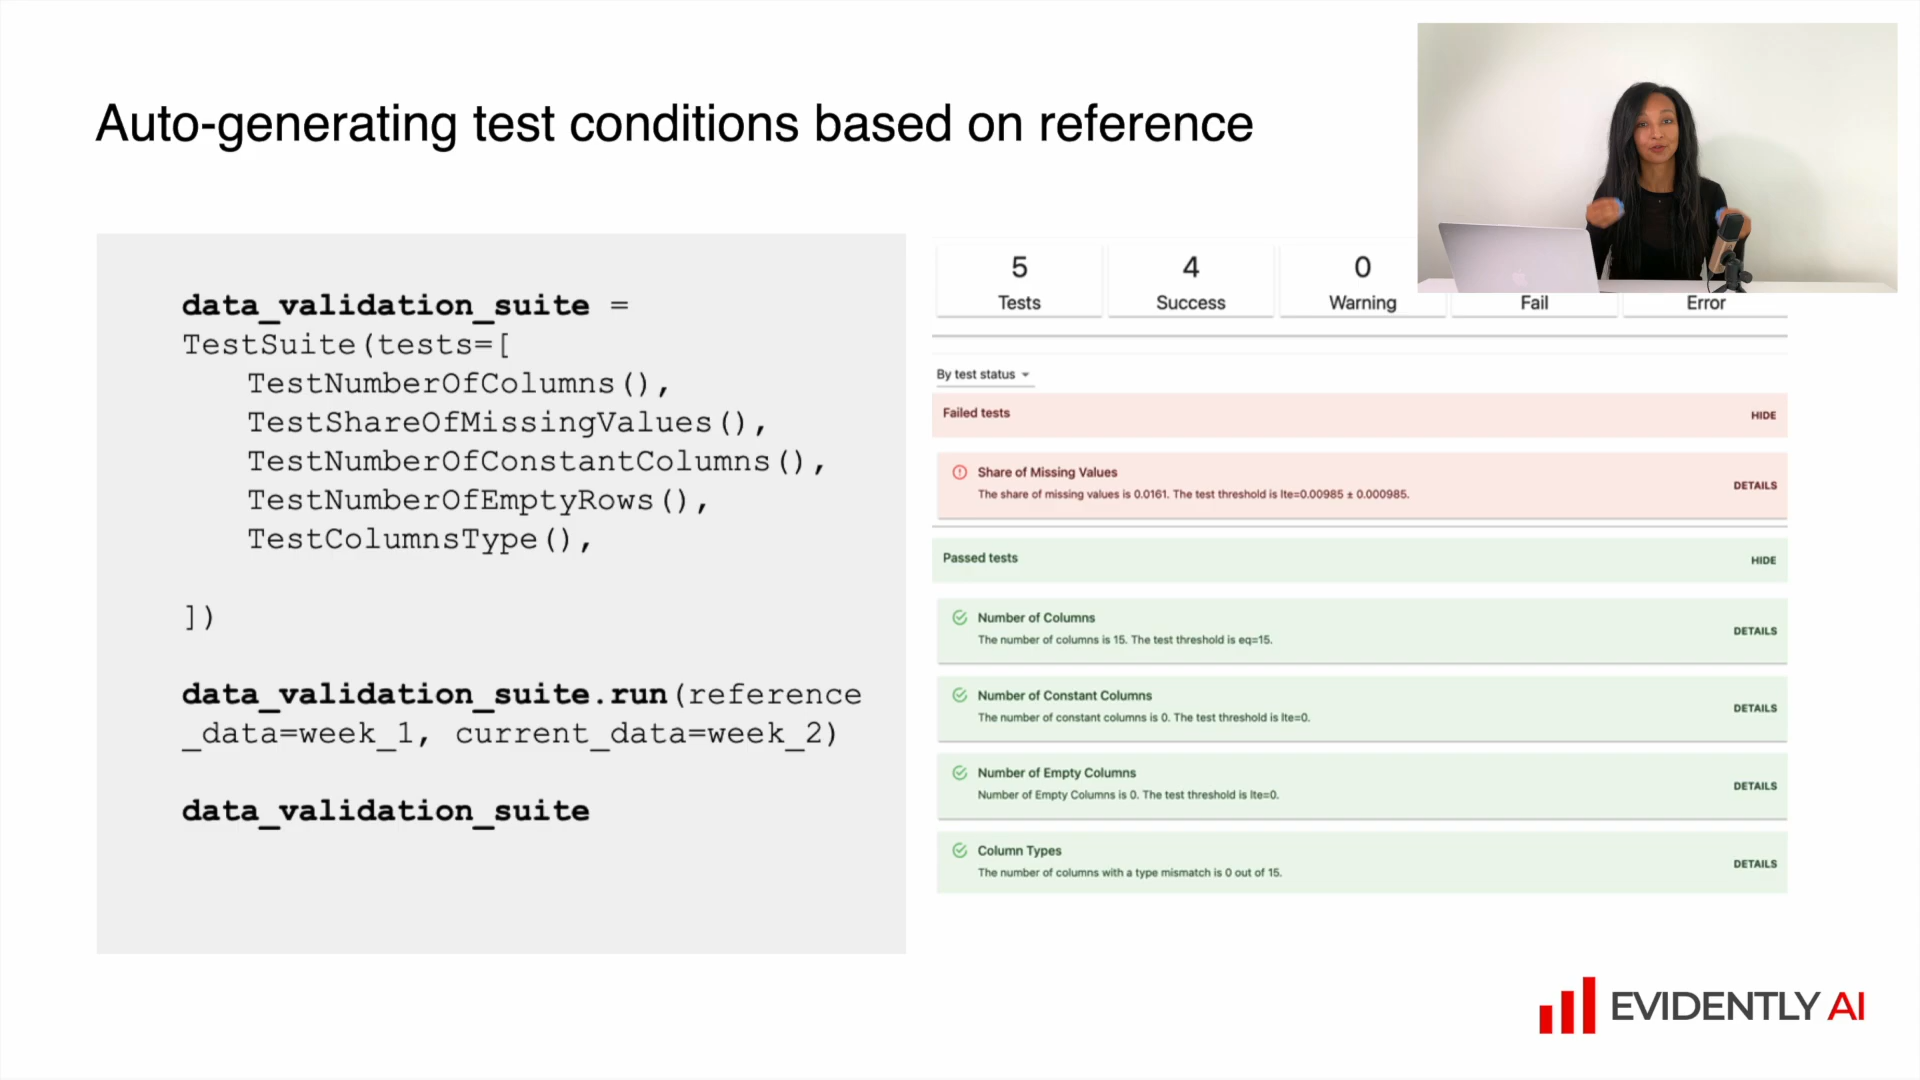 Auto-generating test conditions based on reference
data_validation_suite =
TestSuite(tests=[
TestNumberOfColumns(),
TestShareOfMissingValues(),
TestNumberOfConstantColumns(),
TestNumberOfEmptyRows(),
TestColumnsType(),
])
data_validation_suite.run(reference
_data=week_1, current_data=week_2)
data_validation_suite
5
Tests
4
Success
0
Warning
Fail
Error
By test status
Failed tests
HIDE
Share of Missing Values
The share of missing values is 0.0161. The test threshold is lte=0.00985 ± 0.000985.
DETAILS
Passed tests
HIDE
Number of Columns
The number of columns is 15. The test threshold is eq=15.
DETAILS
Number of Constant Columns
The number of constant columns is 0. The test threshold is lte=0.
DETAILS
Number of Empty Columns
Number of Empty Columns is 0. The test threshold is lte=0.
DETAILS
Column Types
The number of columns with a type mismatch is 0 out of 15.
DETAILS
EVIDENTLY AI